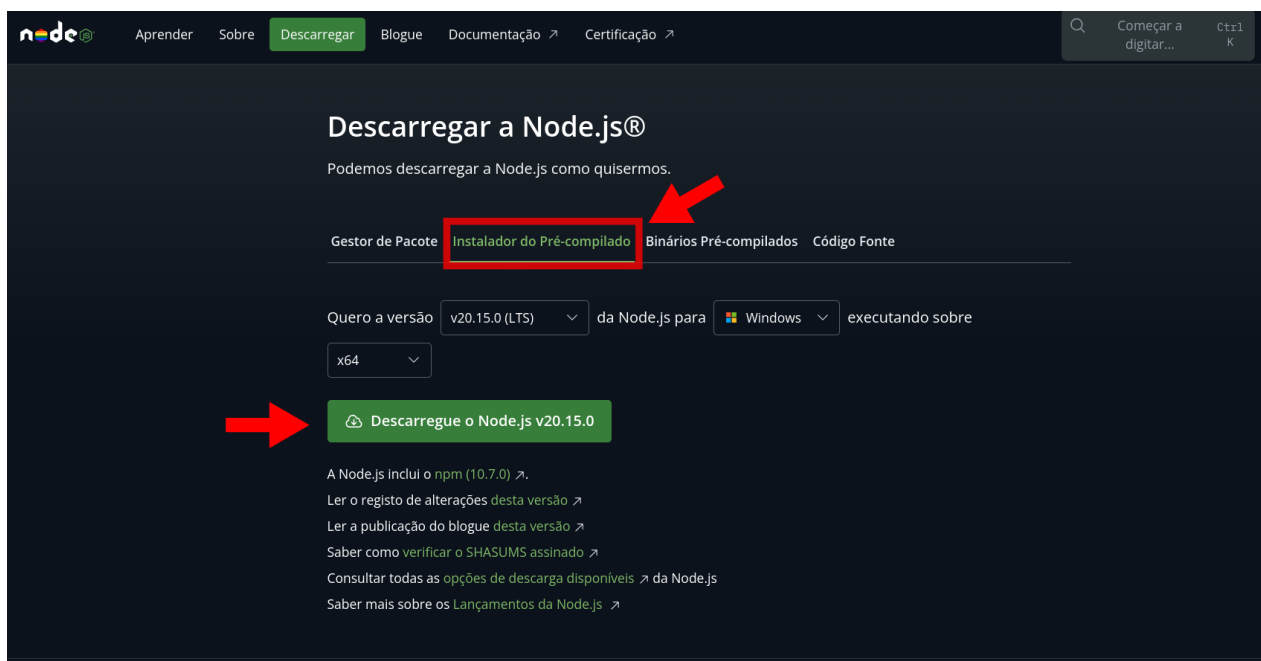 node JS Aprender Sobre Descarregar Blogue Documentação ↗ Certificação ↗ Começar a digitar... Ctrl K
Descarregar a Node.js®
Podemos descarregar a Node.js como quisermos.
Gestor de Pacote Instalador do Pré-compilado Binários Pré-compilados Código Fonte
Quero a versão v20.15.0 (LTS) da Node.js para Windows executando sobre
x64
Descarregue o Node.js v20.15.0
A Node.js inclui o npm (10.7.0) ↗.
Ler o registo de alterações desta versão ↗
Ler a publicação do blogue desta versão ↗
Saber como verificar o SHASUMS assinado ↗
Consultar todas as opções de descarga disponíveis ↗ da Node.js
Saber mais sobre os Lançamentos da Node.js ↗